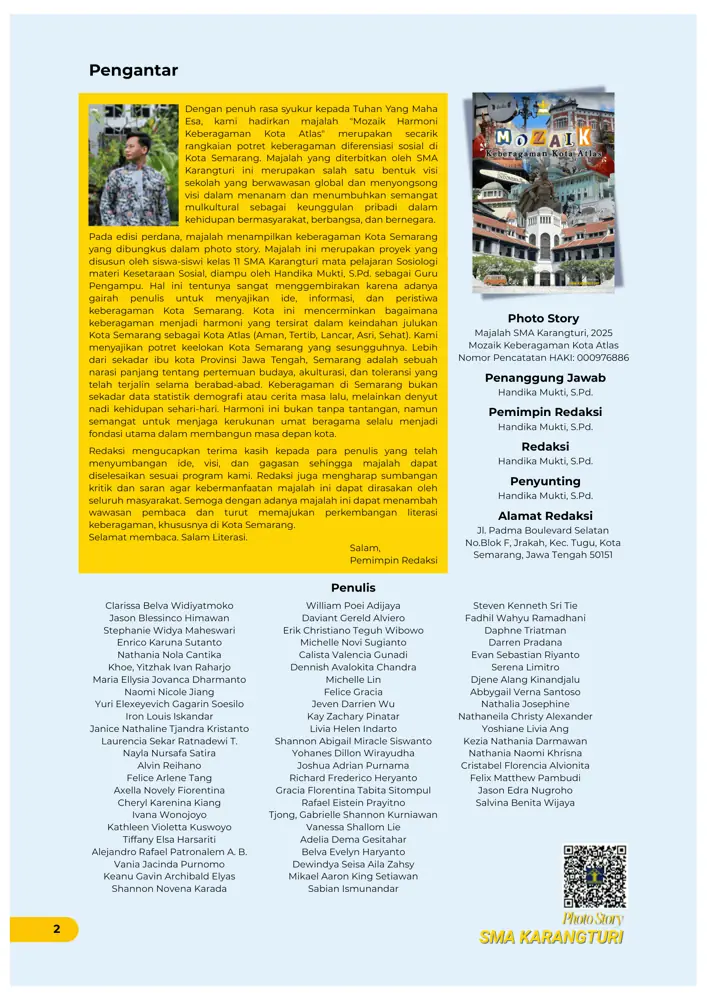 Pengantar
Dengan penuh rasa syukur kepada Tuhan Yang Maha
Esa, kami hadirkan majalah "Mozaik Harmoni
Keberagaman Kota Atlas" merupakan secarik
rangkaian potret keberagaman diferensiasi sosial di
Kota Semarang. Majalah yang diterbitkan oleh SMA
Karangturi ini merupakan salah satu bentuk visi
sekolah yang berwawasan global dan menyongsong
visi dalam menanam dan menumbuhkan semangat
mulkultural sebagai keunggulan pribadi dalam
kehidupan bermasyarakat, berbangsa, dan bernegera.
Pada edisi perdana, majalah menampilkan keberagaman Kota Semarang
yang dibungkus dalam photo story. Majalah ini merupakan proyek yang
disusun oleh siswa-siswi kelas 11 SMA Karangturi mata pelajaran Sosiologi
materi Kesetaraan Sosial, diampu oleh Handika Mukti, S.Pd. sebagai Guru
Pengampu. Hal ini tentunya sangat menggembirakan karena adanya
gairah penulis untuk menyajikan ide, informasi, dan peristiwa
keberagaman Kota Semarang. Kota ini mencerminkan bagaimana
keberagaman menjadi harmoni yang tersirat dalam keindahan julukan
Kota Semarang sebagai Kota Atlas (Aman, Tertib, Lancar, Asri, Sehat). Kami
menyajikan potret keelokan Kota Semarang yang sesungguhnya. Lebih
dari sekadar ibu kota Provinsi Jawa Tengah, Semarang adalah sebuah
narasi panjang tentang pertemuan budaya, akulturasi, dan toleransi yang
telah terjalin selama berabad-abad. Keberagaman di Semarang bukan
sekadar data statistik demografi atau cerita masa lalu, melainkan denyut
nadi kehidupan sehari-hari. Harmoni ini bukan tanpa tantangan, namun
semangat untuk menjaga kerukunan umat beragama selalu menjadi
fondasi utama dalam membangun masa depan kota.
Redaksi mengucapkan terima kasih kepada para penulis yang telah
menyumbangan ide, visi, dan gagasan sehingga majalah dapat
diselesaikan sesuai program kami. Redaksi juga mengharap sumbangan
kritik dan saran agar kebermanfaatan majalah ini dapat dirasakan oleh
seluruh masyarakat. Semoga dengan adanya majalah ini dapat menambah
wawasan pembaca dan turut memajukan perkembangan literasi
keberagaman, khususnya di Kota Semarang.
Selamat membaca. Salam Literasi.
Salam,
Pemimpin Redaksi
MOZAIK
Keberagaman Kota Atlas
Photo Story
Majalah SMA Karangturi, 2025
Mozaik Keberagaman Kota Atlas
Nomor Pencatatan HAKI: 000976886
Penanggung Jawab
Handika Mukti, S.Pd.
Pemimpin Redaksi
Handika Mukti, S.Pd.
Redaksi
Handika Mukti, S.Pd.
Penyunting
Handika Mukti, S.Pd.
Alamat Redaksi
Jl. Padma Boulevard Selatan
No.Blok F, Jrakah, Kec. Tugu, Kota
Semarang, Jawa Tengah 50151
Penulis
Clarissa Belva Widiyatmoko
Jason Blessinco Himawan
Stephanie Widya Maheswari
Enrico Karuna Sutanto
Nathania Nola Cantika
Khoe, Yitzhak Ivan Raharjo
Maria Ellysia Jovanca Dharmanto
Naomi Nicole Jiang
Yuri Elexeyevich Gagarin Soesilo
Iron Louis Iskandar
Janice Nathaline Tjandra Kristanto
Laurencia Sekar Ratnadewi T.
Nayla Nursafa Satira
Alvin Reihano
Felice Arlene Tang
Axella Novely Fiorentina
Cheryl Karenina Kiang
Ivana Wonojoyo
Kathleen Violetta Kuswoyo
Tiffany Elsa Harsariti
Alejandro Rafael Patronalem A. B.
Vania Jacinda Purnomo
Keanu Gavin Archibald Elyas
Shannon Novena Karada
William Poei Adijaya
Daviant Gereld Alviero
Erik Christiano Teguh Wibowo
Michelle Novi Sugianto
Calista Valencia Gunadi
Dennish Avalokita Chandra
Michelle Lin
Felice Gracia
Jeven Darrien Wu
Kay Zachary Pinatar
Livia Helen Indarto
Shannon Abigail Miracle Siswanto
Yohanes Dillon Wirayudha
Joshua Adrian Purnama
Richard Frederico Heryanto
Gracia Florentina Tabita Sitompul
Rafael Eistein Prayitno
Tjong, Gabrielle Shannon Kurniawan
Vanessa Shallom Lie
Adelia Dema Gesitahar
Belva Evelyn Haryanto
Dewindya Seisa Aila Zahsy
Mikael Aaron King Setiawan
Sabian Ismunandar
Steven Kenneth Sri Tie
Fadhil Wahyu Ramadhani
Daphne Triatman
Darren Pradana
Evan Sebastian Riyanto
Serena Limitro
Djene Alang Kinandjalu
Abbygail Verna Santoso
Nathalia Josephine
Nathaneila Christy Alexander
Yoshiane Livia Ang
Kezia Nathania Darmawan
Nathania Naomi Khrisna
Cristabel Florencia Alvionita
Felix Matthew Pambudi
Jason Edra Nugroho
Salvina Benita Wijaya
2
Photo Story
SMA KARANGTURI